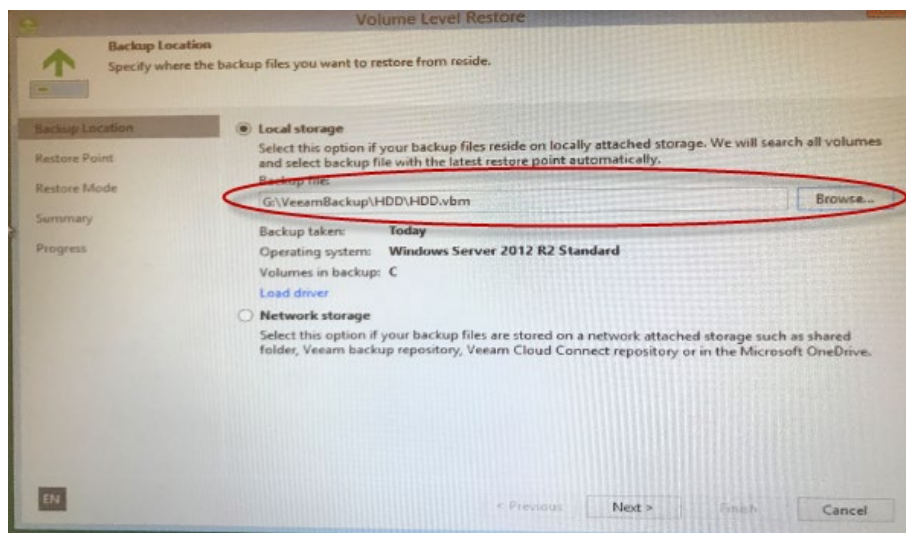 Volume Level Restore
Backup Location
Specify where the backup files you want to restore from reside.
Backup Location
Restore Point
Restore Mode
Summary
Progress
Local storage
Select this option if your backup files reside on locally attached storage. We will search all volumes
and select backup file with the latest restore point automatically.
Backup file:
G:\VeeamBackup\HDD\HDD.vbm
Browse...
Backup taken: Today
Operating system: Windows Server 2012 R2 Standard
Volumes in backup: C
Load driver
Network storage
Select this option if your backup files are stored on a network attached storage such as shared
folder, Veeam backup repository, Veeam Cloud Connect repository or in the Microsoft OneDrive.
EN
< Previous
Next >
Finish
Cancel